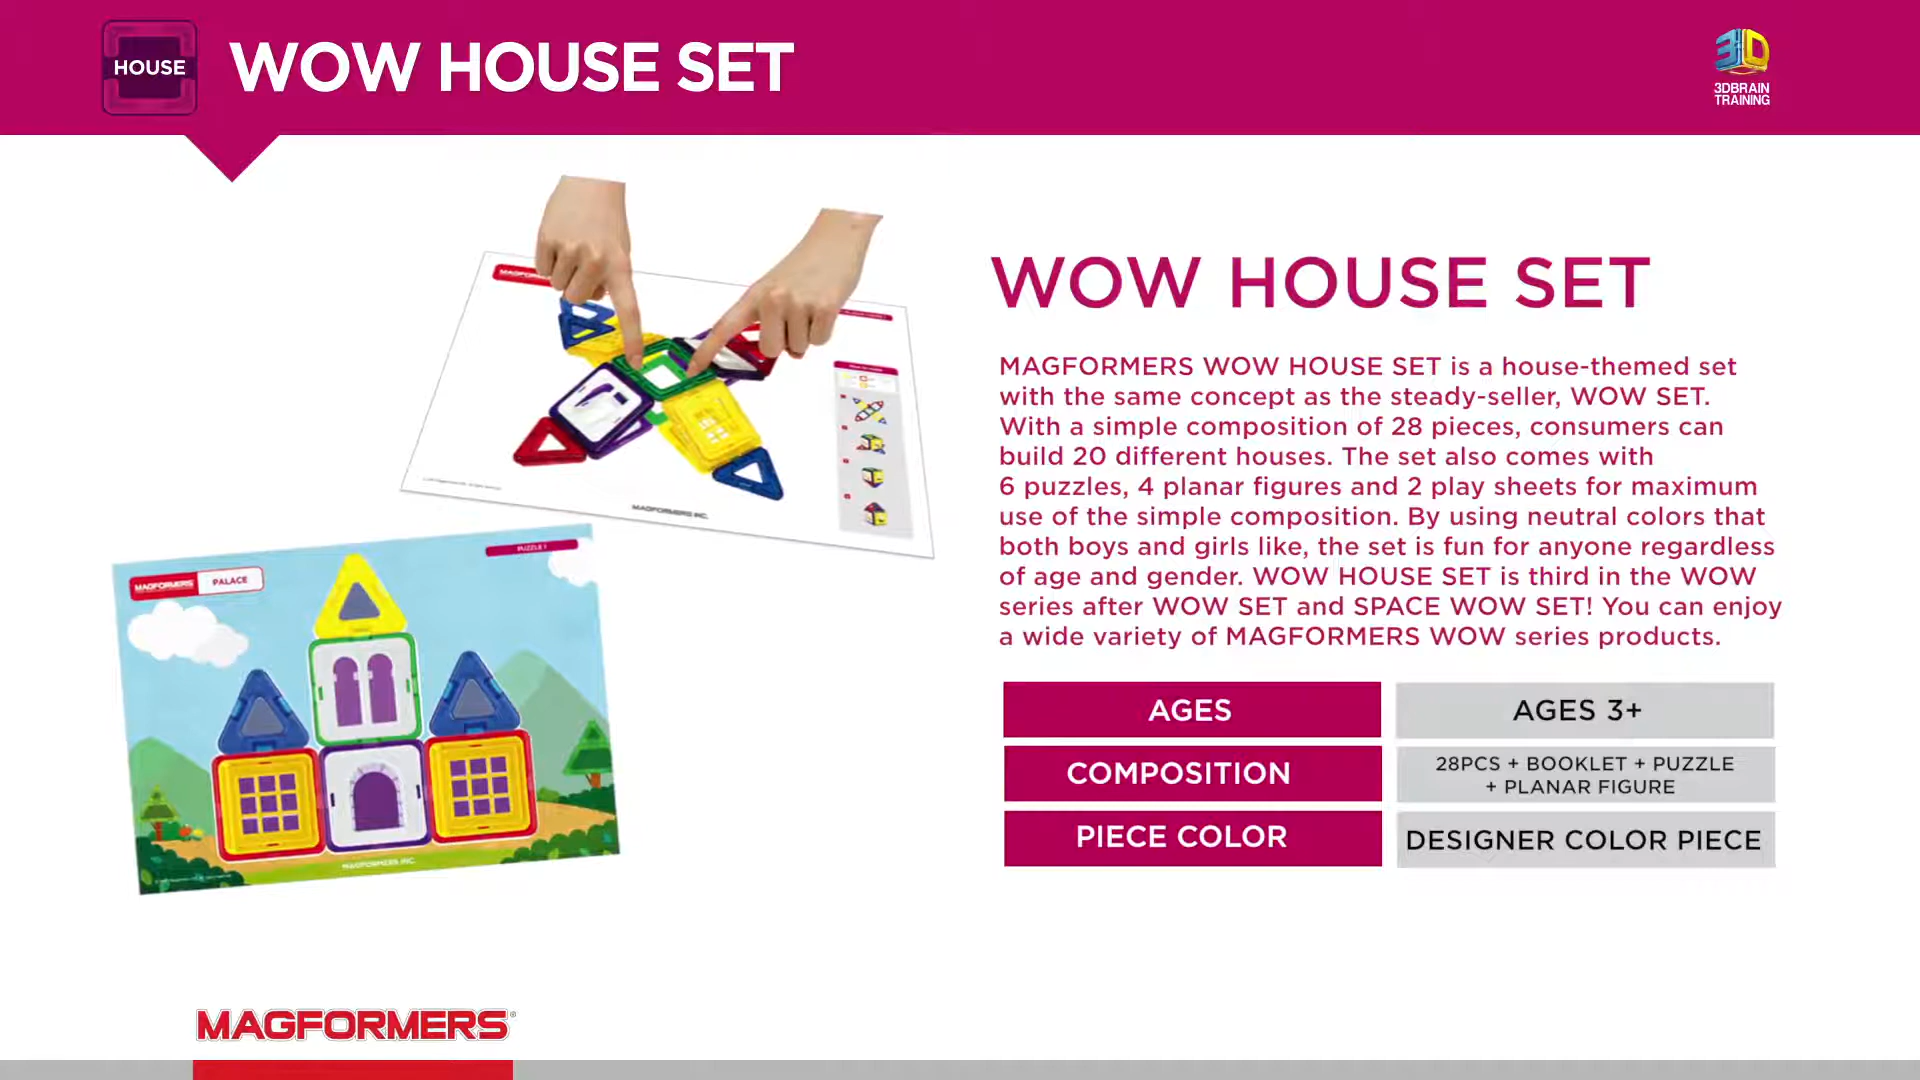 HOUSE
WOW HOUSE SET
3D
3DBRAIN
TRAINING
WOW HOUSE SET
MAGFORMERS WOW HOUSE SET is a house-themed set
with the same concept as the steady-seller, WOW SET.
With a simple composition of 28 pieces, consumers can
build 20 different houses. The set also comes with
6 puzzles, 4 planar figures and 2 play sheets for maximum
use of the simple composition. By using neutral colors that
both boys and girls like, the set is fun for anyone regardless
of age and gender. WOW HOUSE SET is third in the WOW
series after WOW SET and SPACE WOW SET! You can enjoy
a wide variety of MAGFORMERS WOW series products.
AGES
AGES 3+
COMPOSITION
28PCS + BOOKLET + PUZZLE
+ PLANAR FIGURE
PIECE COLOR
DESIGNER COLOR PIECE
MAGFORMERS INC.
PUZZLE 1
MAGFORMERS PALACE
MAGFORMERS INC.
MAGFORMERS